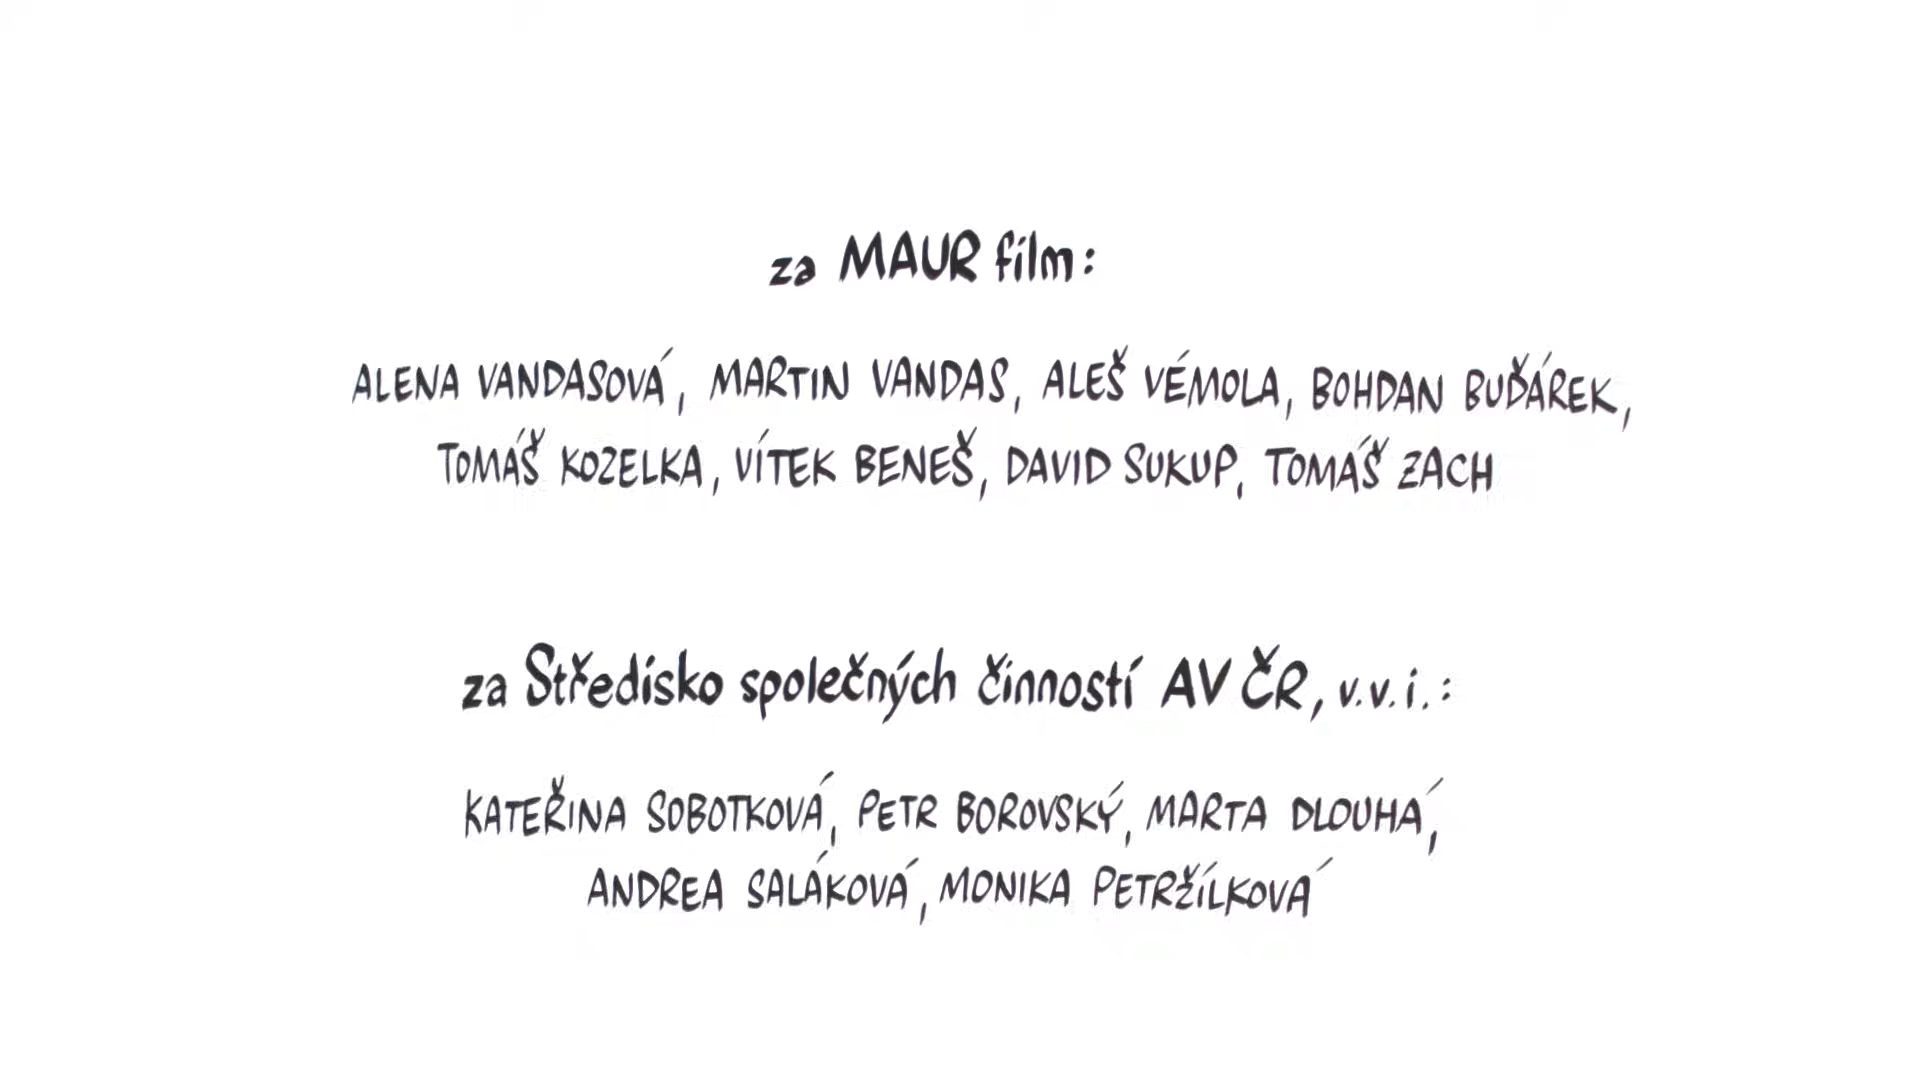 za MAUR film:
ALENA VANDASOVÁ, MARTIN VANDAS, ALEŠ VÉMOLA, BOHDAN BUĎÁREK,
TOMÁŠ KOZELKA, VÍTEK BENEŠ, DAVID SUKUP, TOMÁŠ ZACH
za Středisko společných činností AV ČR, v.v.i.:
KATEŘINA SOBOTKOVÁ, PETR BOROVSKÝ, MARTA DLOUHÁ,
ANDREA SALÁKOVÁ, MONIKA PETRŽÍLKOVÁ